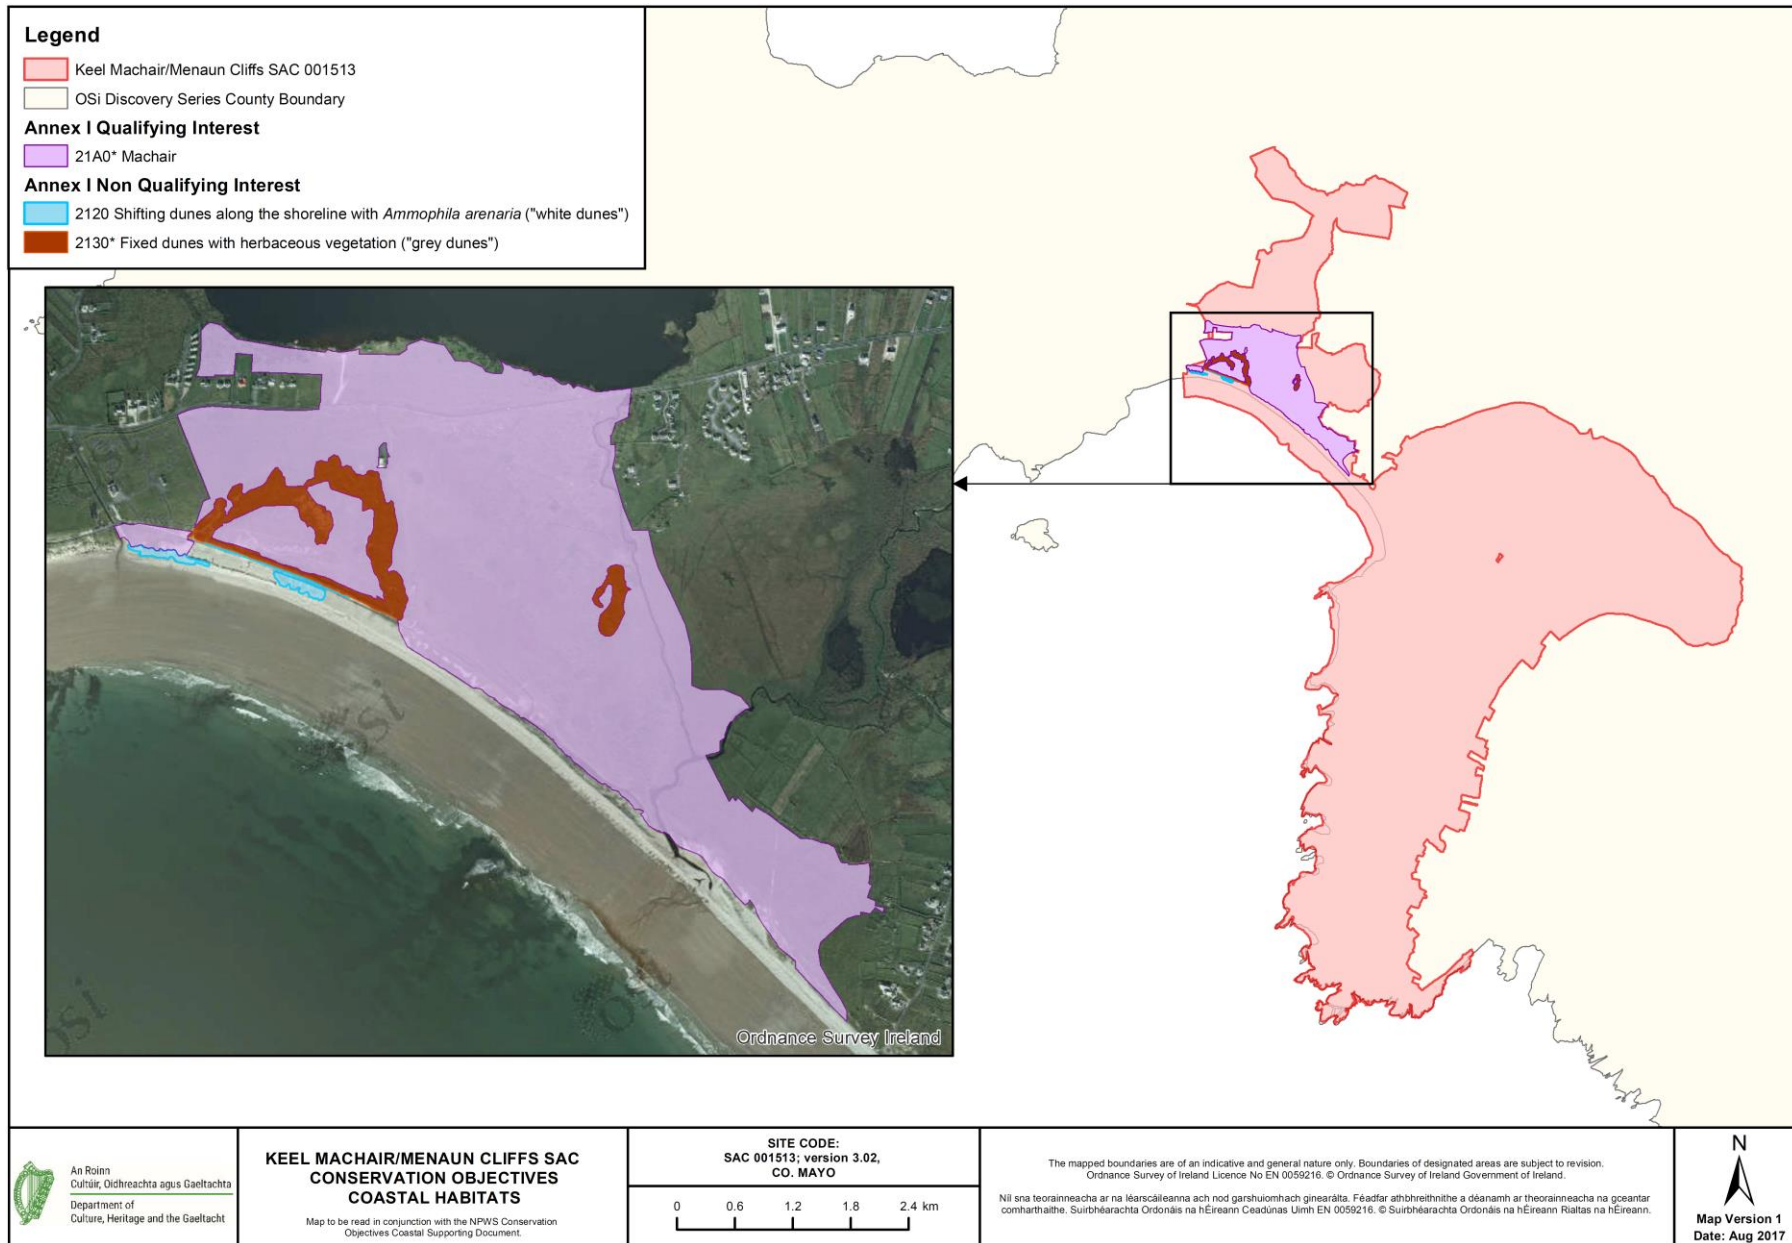 Legend
Keel Machair/Menaun Cliffs SAC 001513
OSi Discovery Series County Boundary
Annex I Qualifying Interest
21A0* Machair
Annex I Non Qualifying Interest
2120 Shifting dunes along the shoreline with Ammophila arenaria ("white dunes")
2130* Fixed dunes with herbaceous vegetation ("grey dunes")
OSi
OSi
Ordnance Survey Ireland
An Roinn
Cultúir, Oidhreachta agus Gaeltachta
Department of
Culture, Heritage and the Gaeltacht
KEEL MACHAIR/MENAUN CLIFFS SAC
CONSERVATION OBJECTIVES
COASTAL HABITATS
Map to be read in conjunction with the NPWS Conservation
Objectives Coastal Supporting Document.
SITE CODE:
SAC 001513; version 3.02,
CO. MAYO
0 0.6 1.2 1.8 2.4 km
The mapped boundaries are of an indicative and general nature only. Boundaries of designated areas are subject to revision.
Ordnance Survey of Ireland Licence No EN 0059216. © Ordnance Survey of Ireland Government of Ireland.
Níl sna teorainneacha ar na léarscáileanna ach nod garshuiomhach ginearálta. Féadfar athbhreithnithe a déanamh ar theorainneacha na gceantar
comharthaithe. Suirbhéarachta Ordonáis na hÉireann Ceadúnas Uimh EN 0059216. © Suirbhéarachta Ordonáis na hÉireann Rialtas na hÉireann.
N
Map Version 1
Date: Aug 2017